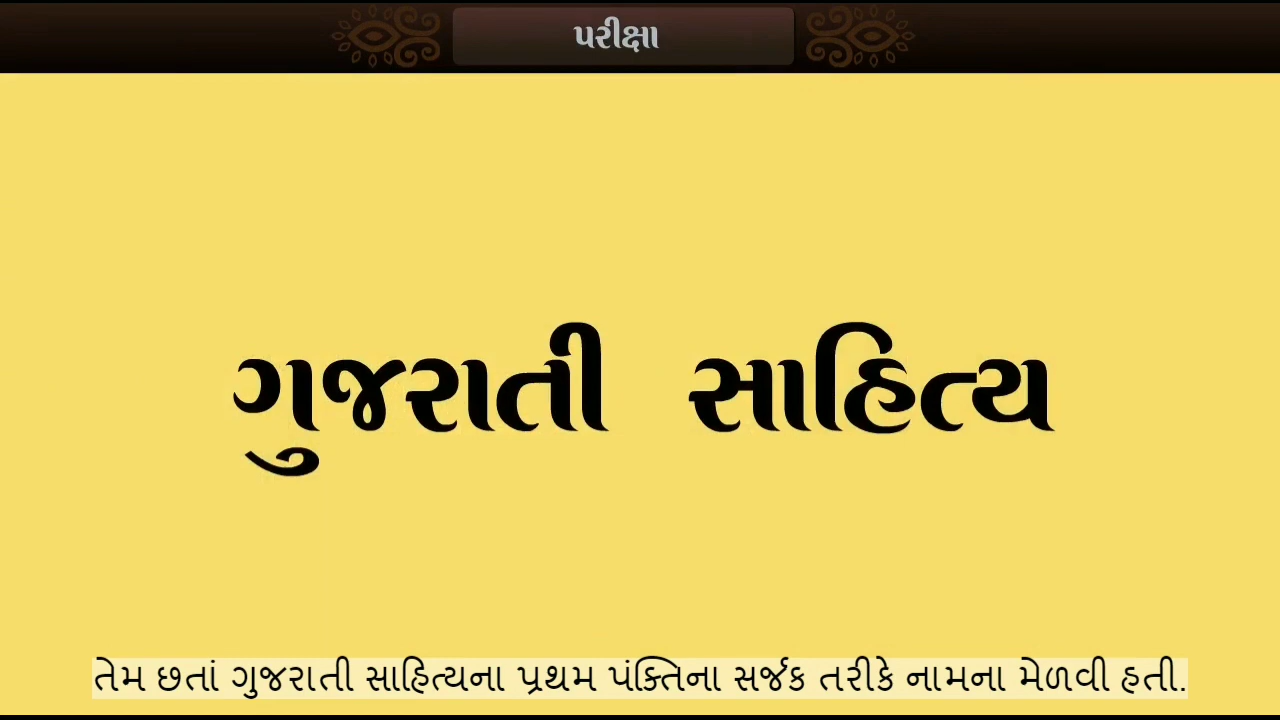 પરીક્ષા
ગુજરાતી સાહિત્ય
તેમ છતાં ગુજરાતી સાહિત્યના પ્રથમ પંક્તિના સર્જક તરીકે નામના મેળવી હતી.